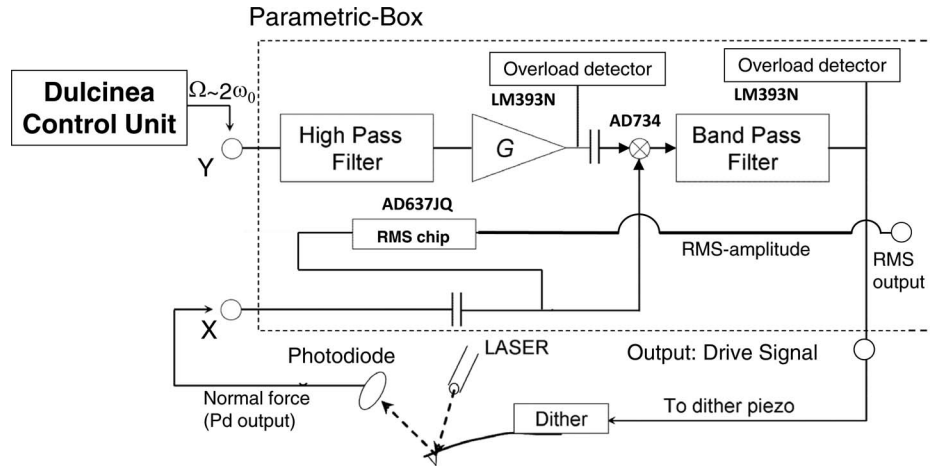 Parametric-Box
Dulcinea
Control Unit
Ω~2ω₀
Y
High Pass
Filter
G
Overload detector
LM393N
AD734
Band Pass
Filter
Overload detector
LM393N
AD637JQ
RMS chip
RMS-amplitude
RMS
output
X
Photodiode
LASER
Output: Drive Signal
Normal force
(Pd output)
Dither
To dither piezo